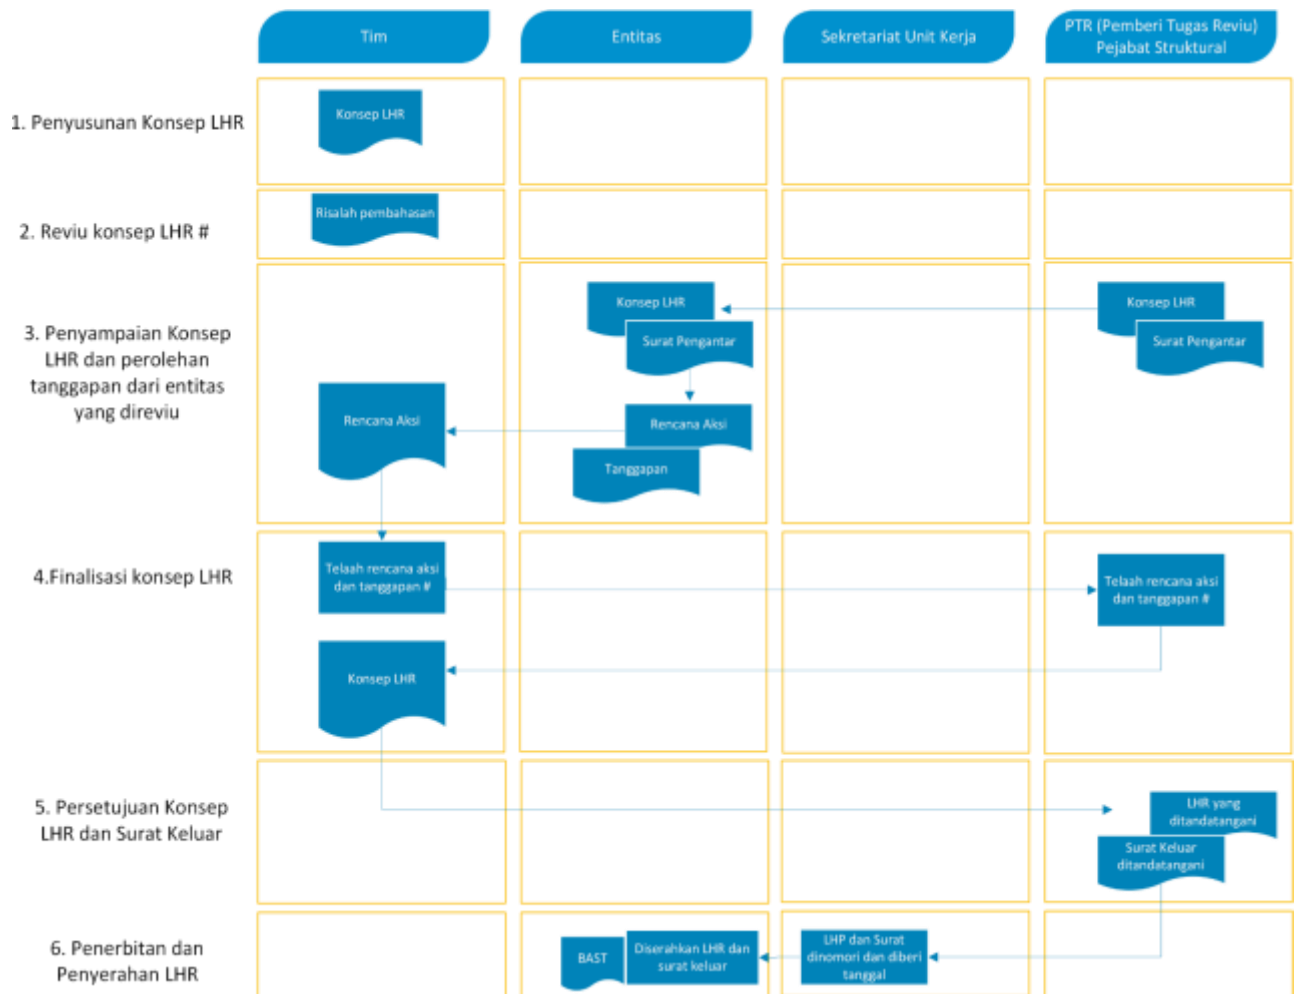 Tim
Entitas
Sekretariat Unit Kerja
PTR (Pemberi Tugas Reviu)
Pejabat Struktural
1. Penyusunan Konsep LHR
Konsep LHR
2. Reviu konsep LHR #
Risalah pembahasan
3. Penyampaian Konsep
LHR dan perolehan
tanggapan dari entitas
yang direviu
Konsep LHR
Surat Pengantar
Konsep LHR
Surat Pengantar
Rencana Aksi
Rencana Aksi
Tanggapan
4.Finalisasi konsep LHR
Telaah rencana aksi
dan tanggapan #
Telaah rencana aksi
dan tanggapan #
Konsep LHR
5. Persetujuan Konsep
LHR dan Surat Keluar
LHR yang
ditandatangani
Surat Keluar
ditandatangani
6. Penerbitan dan
Penyerahan LHR
BAST
Diserahkan LHR dan
surat keluar
LHP dan Surat
dinomori dan diberi
tanggal